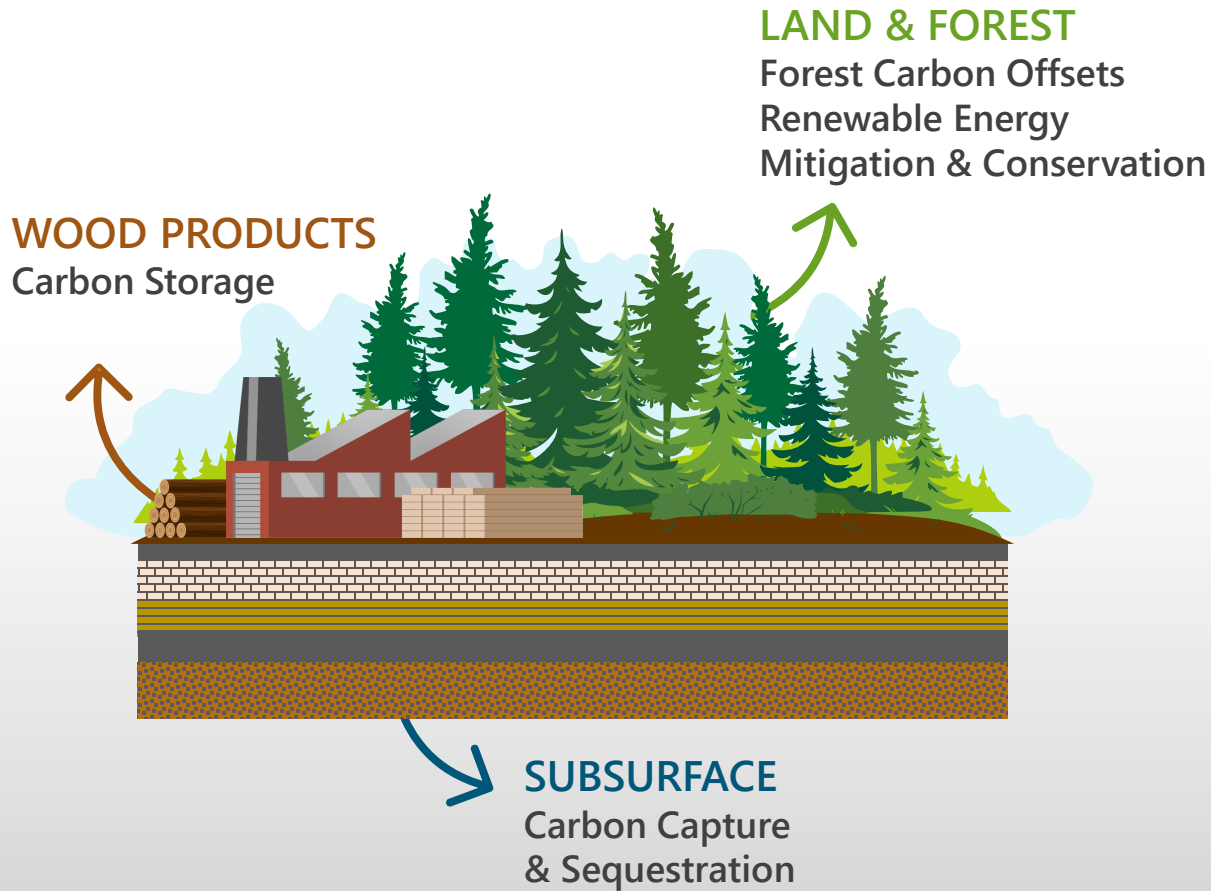 LAND & FOREST
Forest Carbon Offsets
Renewable Energy
Mitigation & Conservation
WOOD PRODUCTS
Carbon Storage
SUBSURFACE
Carbon Capture
& Sequestration